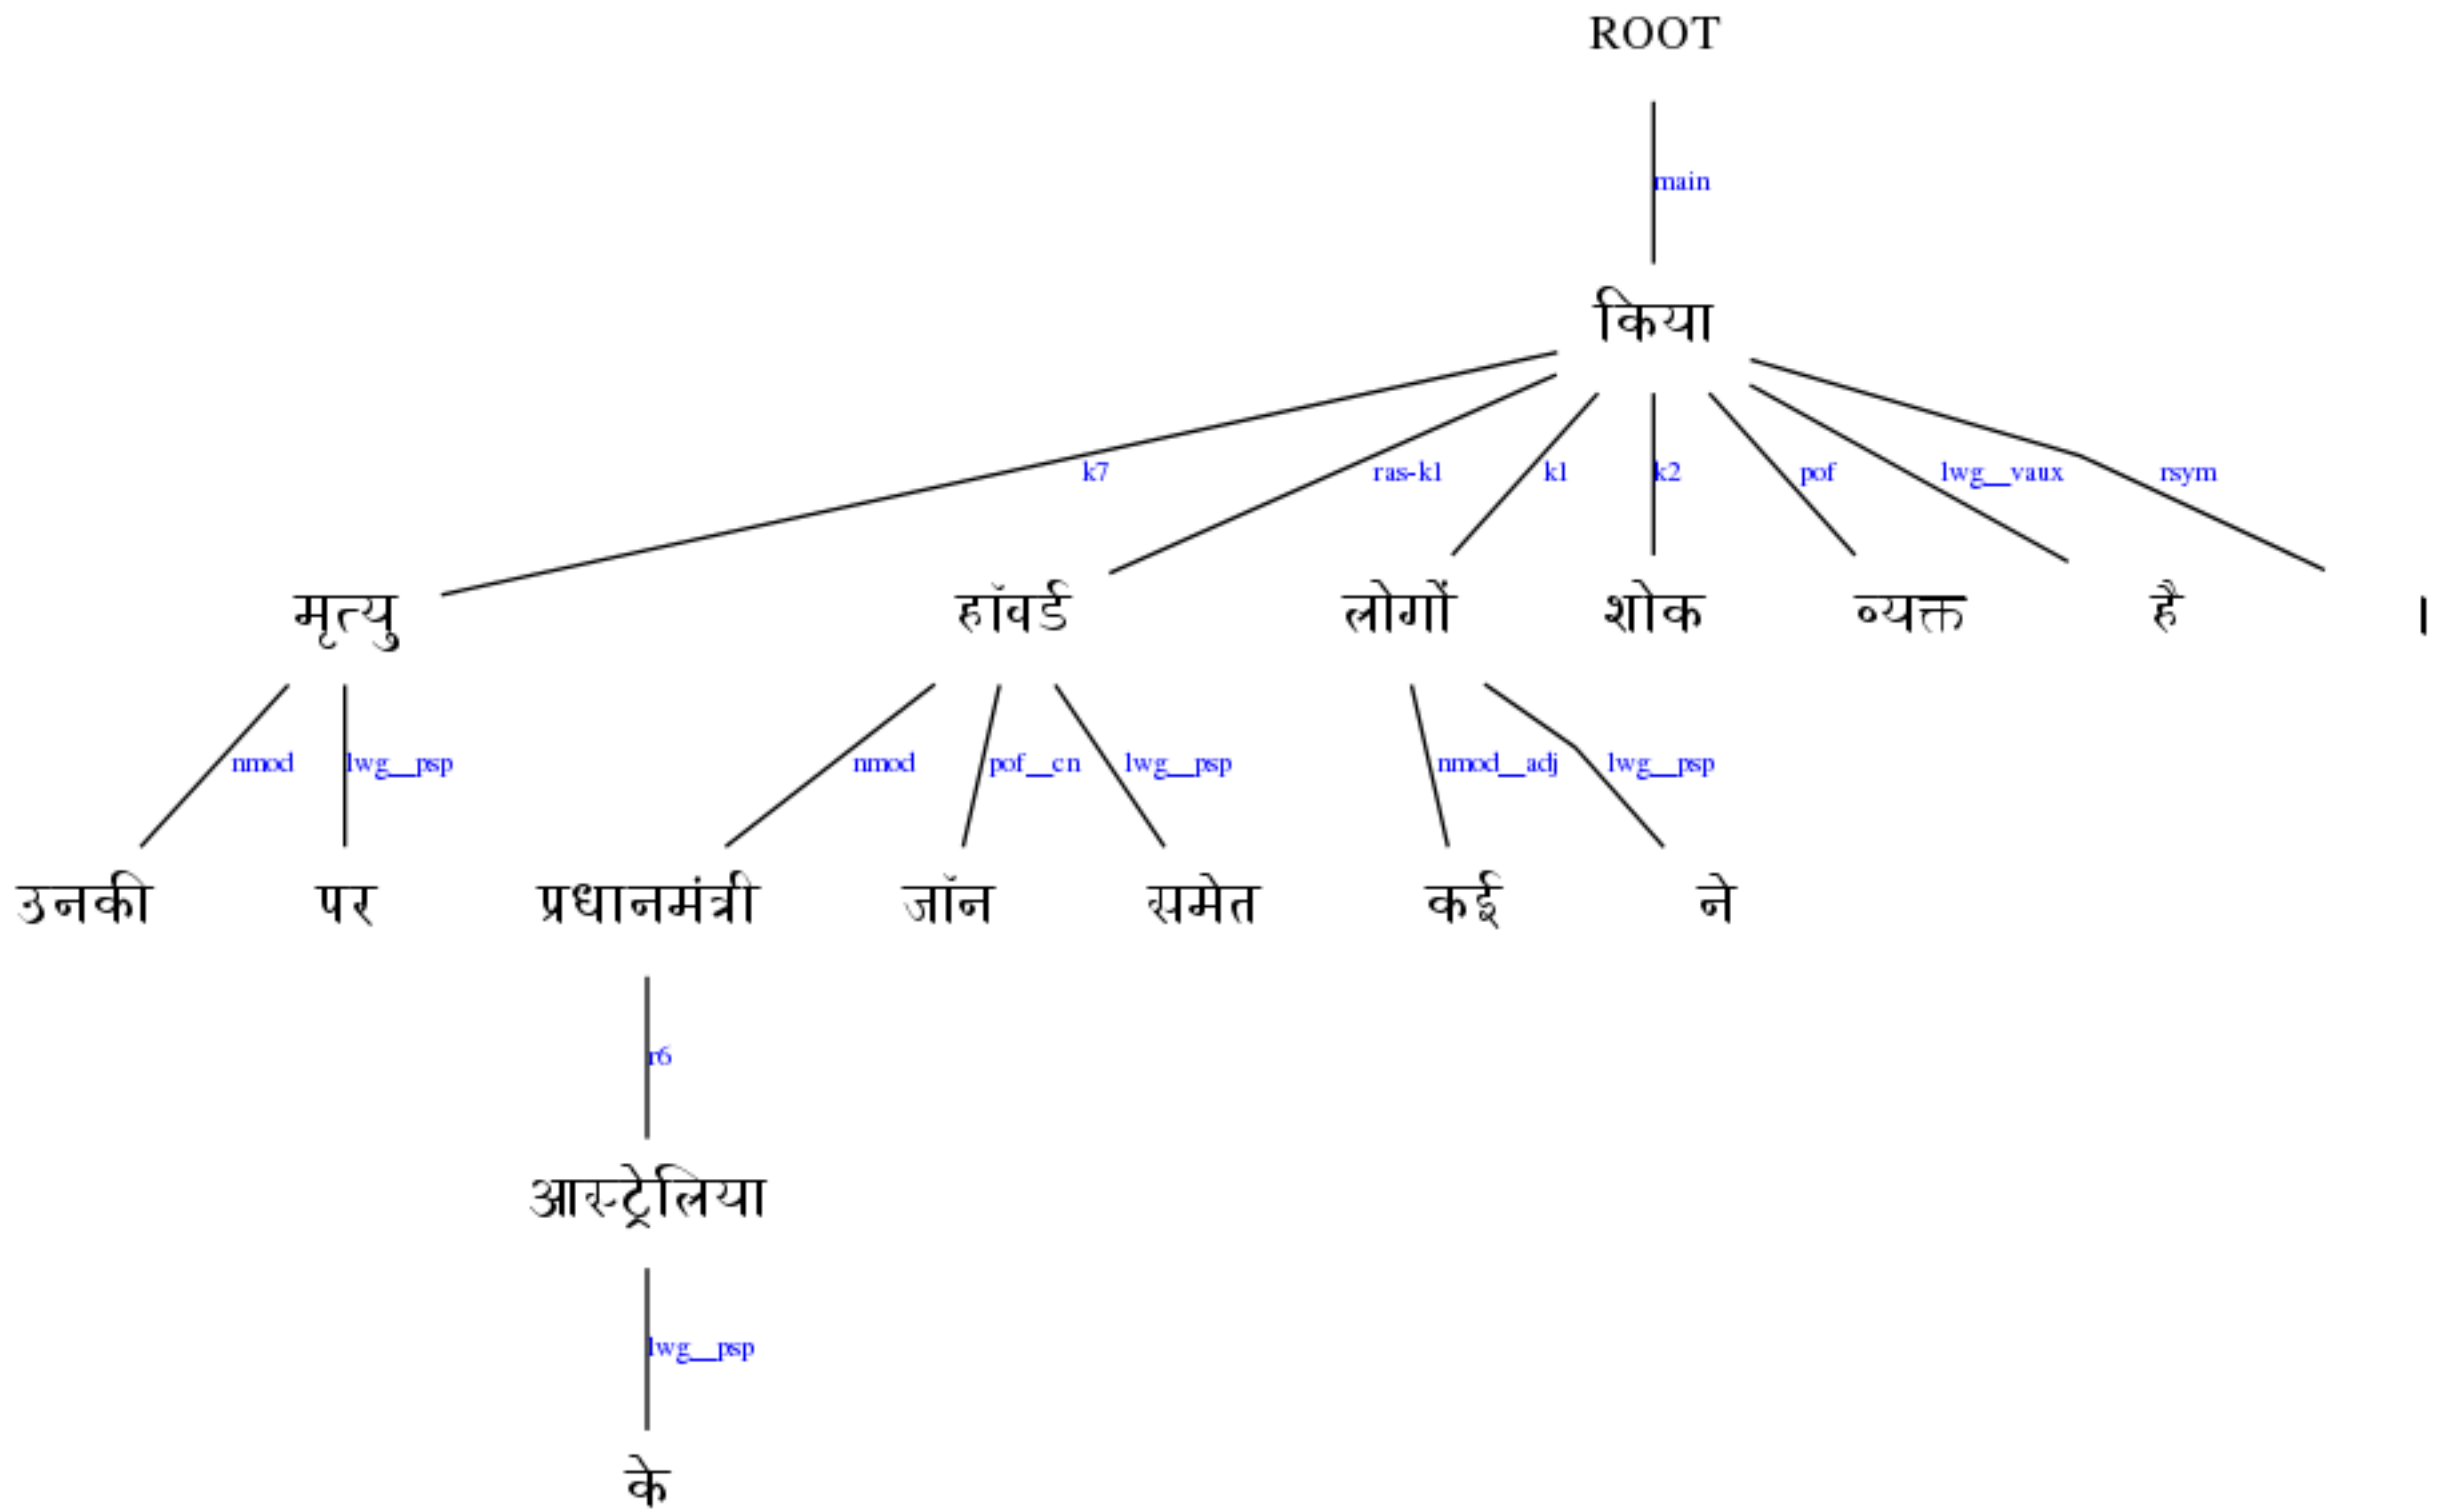 ROOT
main
किया
k7 ras-k1 k1 k2 pof lwg__vaux rsym
मृत्यु हॉवर्ड लोगों शोक व्यक्त है ।
nmod lwg__psp nmod pof__cn lwg__psp nmod__adj lwg__psp
उनकी पर प्रधानमंत्री जॉन समेत कई ने
r6
आस्ट्रेलिया
lwg__psp
के